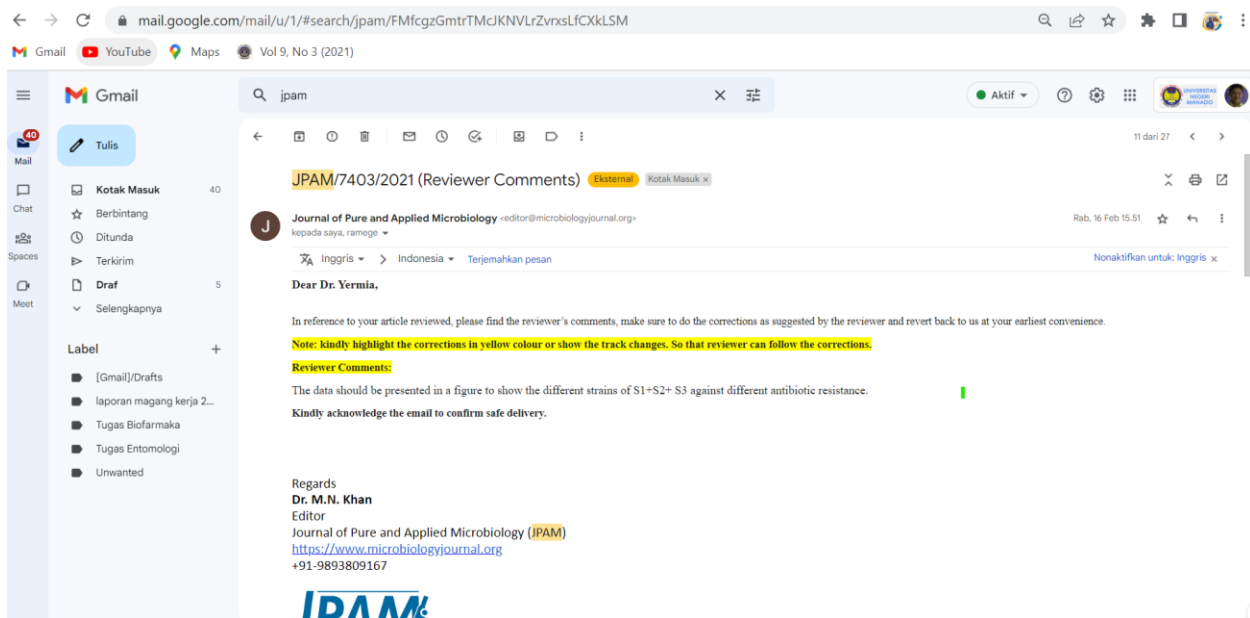 mail.google.com/mail/u/1/#search/jpam/FMfcgzGmtrTMcJKNVLrZvrxsLfCXkLSM
Gmail YouTube Maps Vol 9, No 3 (2021)
Gmail jpam Aktif UNIVERSITAS NEGERI MANADO
40
Mail
Tulis
11 dari 27
Chat
Kotak Masuk 40
JPAM/7403/2021 (Reviewer Comments) Eksternal Kotak Masuk ×
Berbintang
J
Journal of Pure and Applied Microbiology <editor@microbiologyjournal.org> Rab, 16 Feb 15.51
kepada saya, ramege
Spaces
Ditunda
Terkirim
Inggris > Indonesia Terjemahkan pesan Nonaktifkan untuk: Inggris ×
Meet
Draf 5
Dear Dr. Yermia,
Selengkapnya
In reference to your article reviewed, please find the reviewer's comments, make sure to do the corrections as suggested by the reviewer and revert back to us at your earliest convenience.
Label +
Note: kindly highlight the corrections in yellow colour or show the track changes. So that reviewer can follow the corrections.
Reviewer Comments:
[Gmail]/Drafts
The data should be presented in a figure to show the different strains of S1+S2+ S3 against different antibiotic resistance.
laporan magang kerja 2...
Kindly acknowledge the email to confirm safe delivery.
Tugas Biofarmaka
Tugas Entomologi
Unwanted
Regards
Dr. M.N. Khan
Editor
Journal of Pure and Applied Microbiology (JPAM)
https://www.microbiologyjournal.org
+91-9893809167
JPAM